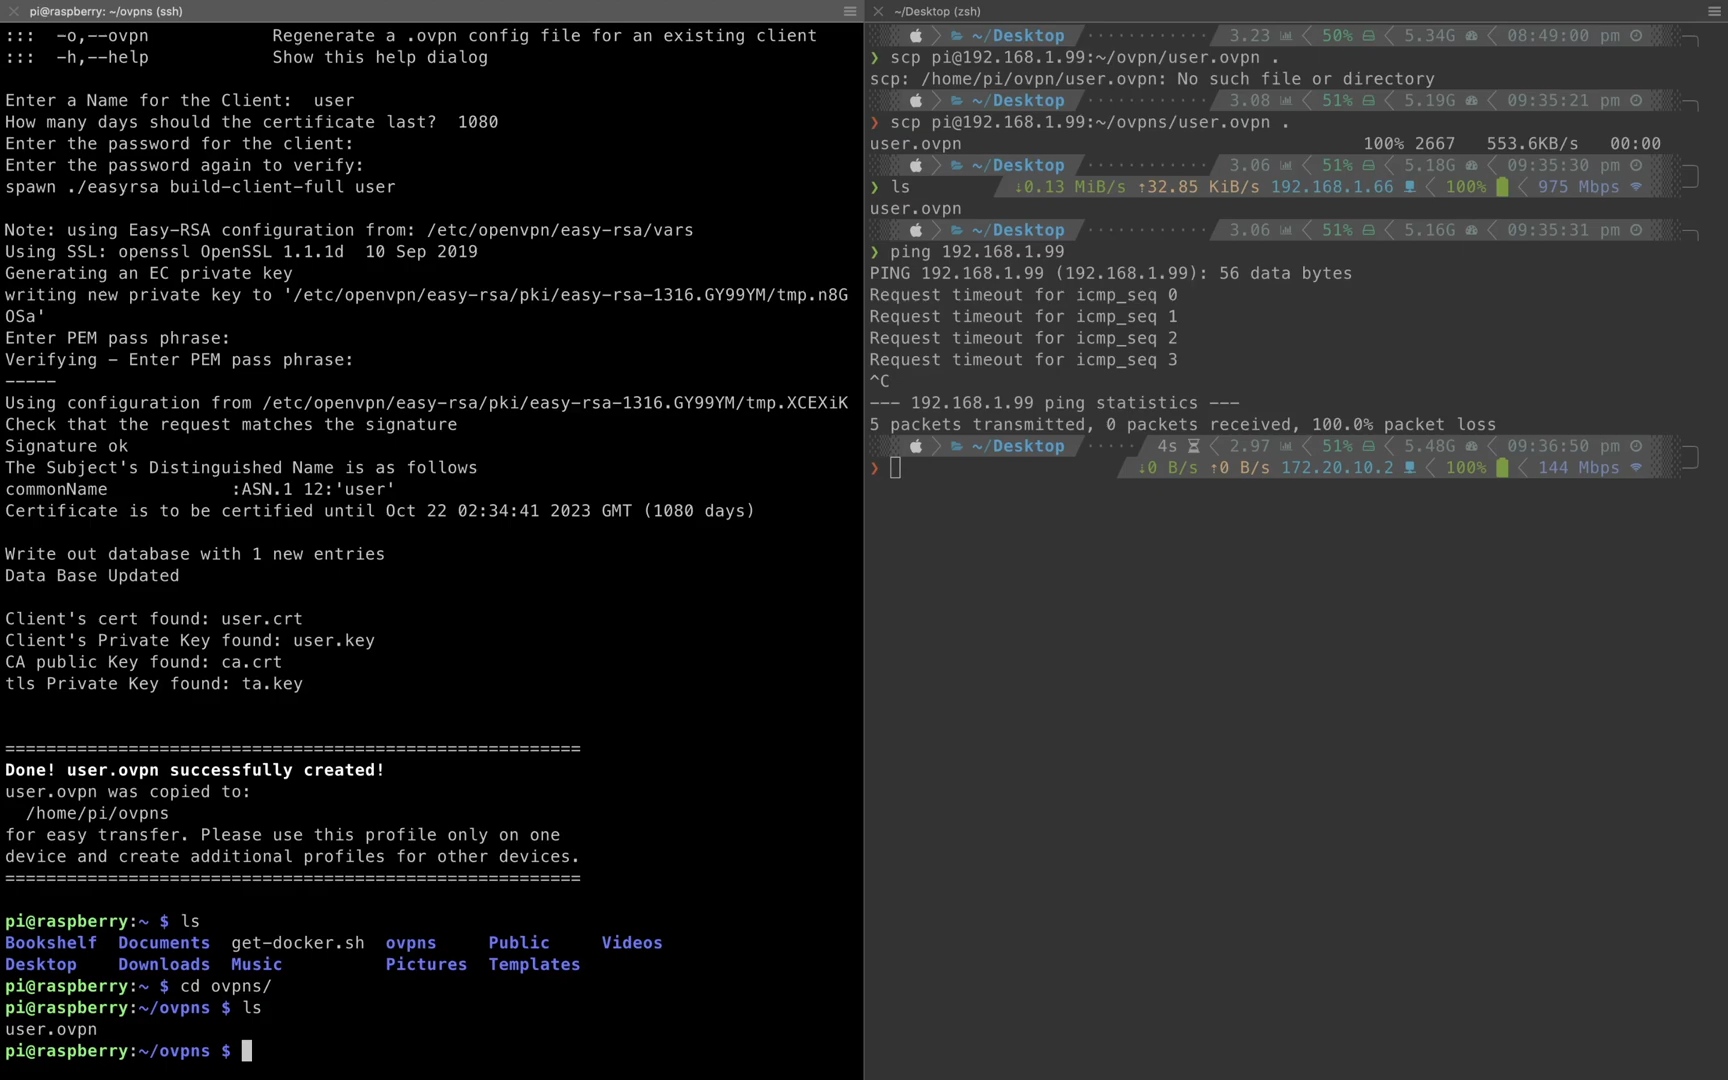 pi@raspberry: ~/ovpns (ssh)
:::  -o,--ovpn            Regenerate a .ovpn config file for an existing client
:::  -h,--help            Show this help dialog
Enter a Name for the Client:  user
How many days should the certificate last?  1080
Enter the password for the client:
Enter the password again to verify:
spawn ./easyrsa build-client-full user
Note: using Easy-RSA configuration from: /etc/openvpn/easy-rsa/vars
Using SSL: openssl OpenSSL 1.1.1d  10 Sep 2019
Generating an EC private key
writing new private key to '/etc/openvpn/easy-rsa/pki/easy-rsa-1316.GY99YM/tmp.n8G
OSa'
Enter PEM pass phrase:
Verifying - Enter PEM pass phrase:
-----
Using configuration from /etc/openvpn/easy-rsa/pki/easy-rsa-1316.GY99YM/tmp.XCEXiK
Check that the request matches the signature
Signature ok
The Subject's Distinguished Name is as follows
commonName            :ASN.1 12:'user'
Certificate is to be certified until Oct 22 02:34:41 2023 GMT (1080 days)
Write out database with 1 new entries
Data Base Updated
Client's cert found: user.crt
Client's Private Key found: user.key
CA public Key found: ca.crt
tls Private Key found: ta.key
========================================================
Done! user.ovpn successfully created!
user.ovpn was copied to:
  /home/pi/ovpns
for easy transfer. Please use this profile only on one
device and create additional profiles for other devices.
========================================================
pi@raspberry:~ $ ls
Bookshelf  Documents  get-docker.sh  ovpns     Public     Videos
Desktop    Downloads  Music          Pictures  Templates
pi@raspberry:~ $ cd ovpns/
pi@raspberry:~/ovpns $ ls
user.ovpn
pi@raspberry:~/ovpns $
~/Desktop (zsh)
~/Desktop 3.23 50% 5.34G 08:49:00 pm
❯ scp pi@192.168.1.99:~/ovpn/user.ovpn .
scp: /home/pi/ovpn/user.ovpn: No such file or directory
~/Desktop 3.08 51% 5.19G 09:35:21 pm
❯ scp pi@192.168.1.99:~/ovpns/user.ovpn .
user.ovpn 100% 2667 553.6KB/s 00:00
~/Desktop 3.06 51% 5.18G 09:35:30 pm
❯ ls ↓0.13 MiB/s ↑32.85 KiB/s 192.168.1.66 100% 975 Mbps
user.ovpn
~/Desktop 3.06 51% 5.16G 09:35:31 pm
❯ ping 192.168.1.99
PING 192.168.1.99 (192.168.1.99): 56 data bytes
Request timeout for icmp_seq 0
Request timeout for icmp_seq 1
Request timeout for icmp_seq 2
Request timeout for icmp_seq 3
^C
--- 192.168.1.99 ping statistics ---
5 packets transmitted, 0 packets received, 100.0% packet loss
~/Desktop 4s 2.97 51% 5.48G 09:36:50 pm
❯ ↓0 B/s ↑0 B/s 172.20.10.2 100% 144 Mbps